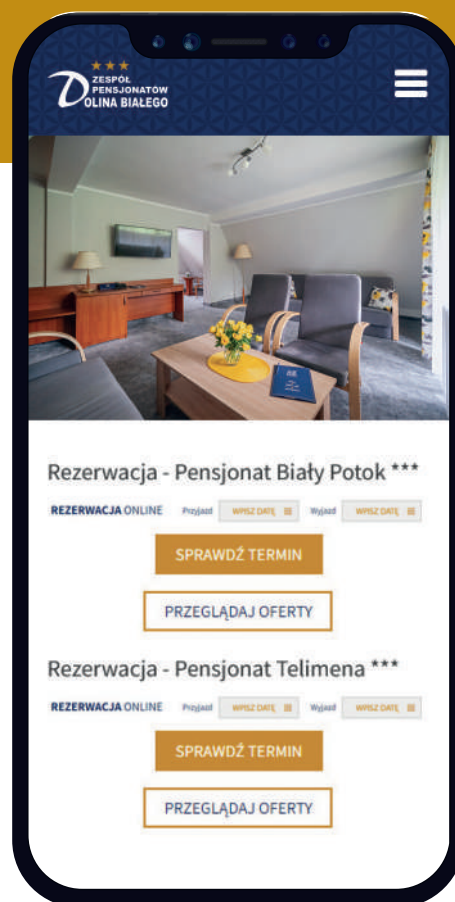 ZESPÓŁ
PENSJONATÓW
DOLINA BIAŁEGO
Rezerwacja - Pensjonat Biały Potok ***
REZERWACJA ONLINE Przyjazd WPISZ DATĘ Wyjazd WPISZ DATĘ
SPRAWDŹ TERMIN
PRZEGLĄDAJ OFERTY
Rezerwacja - Pensjonat Telimena ***
REZERWACJA ONLINE Przyjazd WPISZ DATĘ Wyjazd WPISZ DATĘ
SPRAWDŹ TERMIN
PRZEGLĄDAJ OFERTY